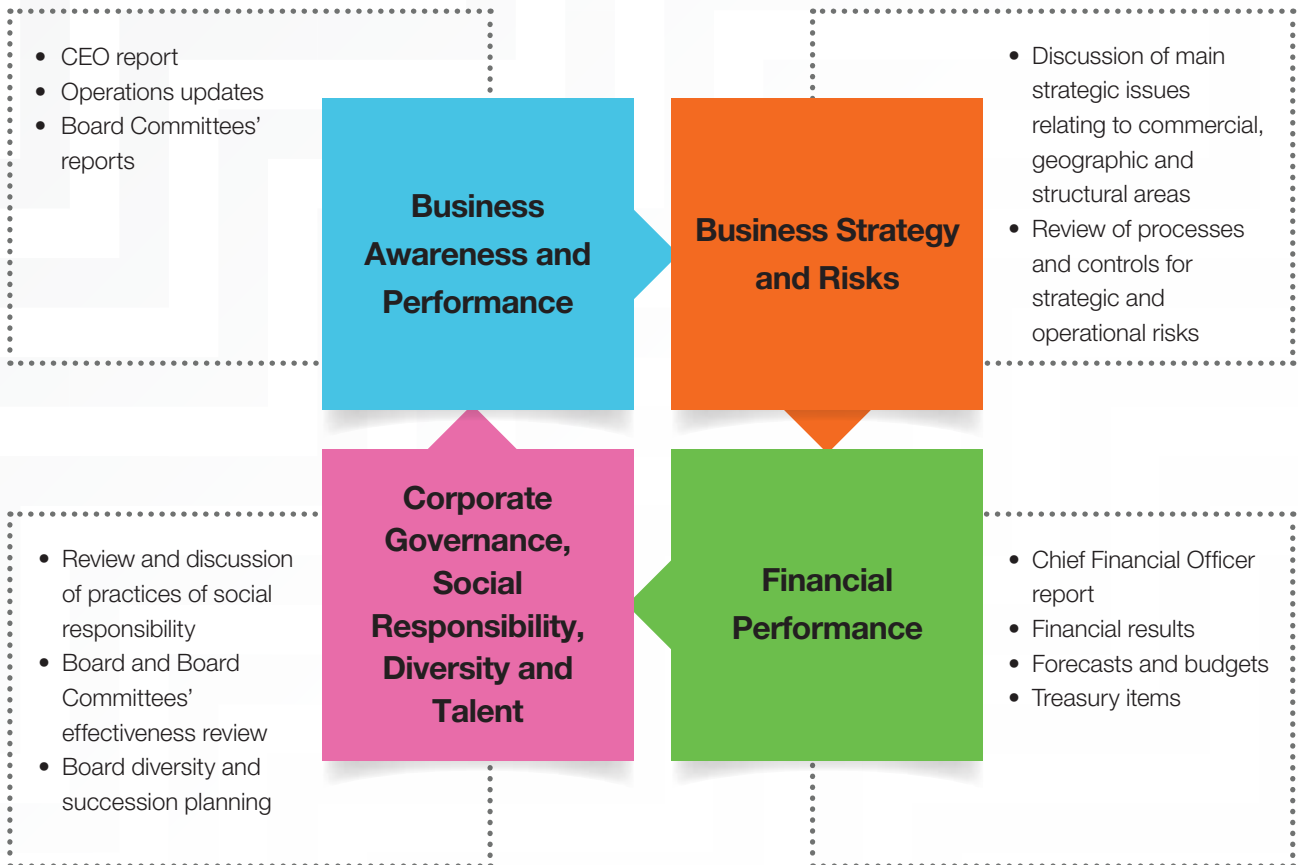 • CEO report
• Operations updates
• Board Committees’
reports
Business
Awareness and
Performance
Business Strategy
and Risks
• Discussion of main
strategic issues
relating to commercial,
geographic and
structural areas
• Review of processes
and controls for
strategic and
operational risks
• Review and discussion
of practices of social
responsibility
• Board and Board
Committees’
effectiveness review
• Board diversity and
succession planning
Corporate
Governance,
Social
Responsibility,
Diversity and
Talent
Financial
Performance
• Chief Financial Officer
report
• Financial results
• Forecasts and budgets
• Treasury items